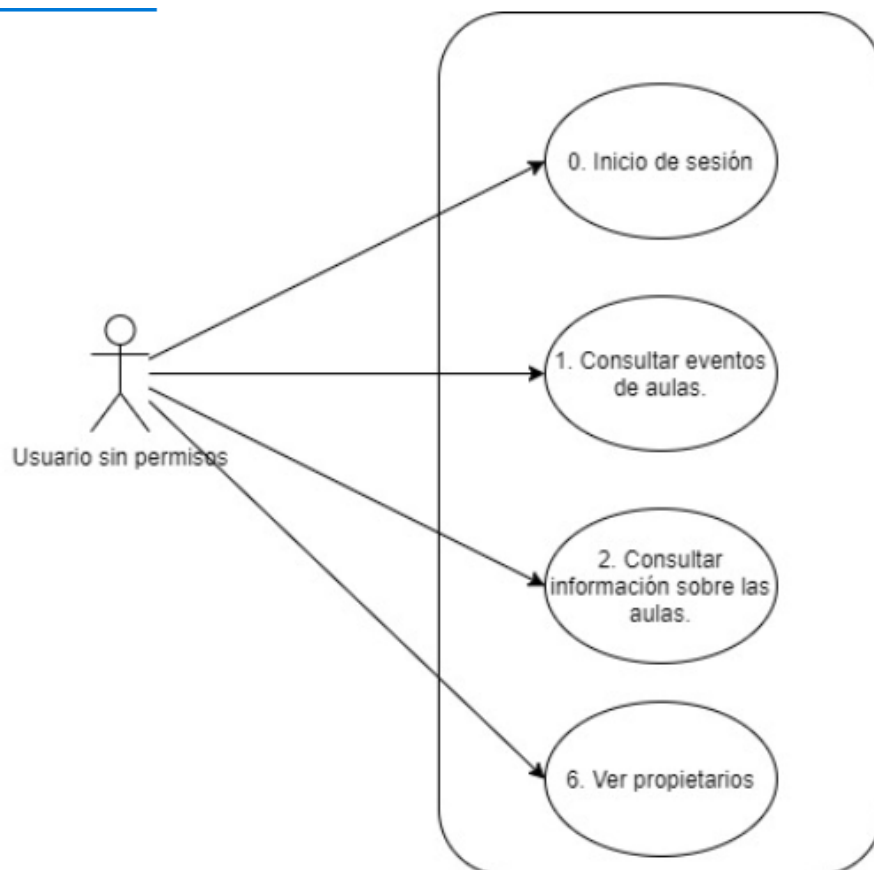 0. Inicio de sesión
1. Consultar eventos
de aulas.
Usuario sin permisos
2. Consultar
información sobre las
aulas.
6. Ver propietarios